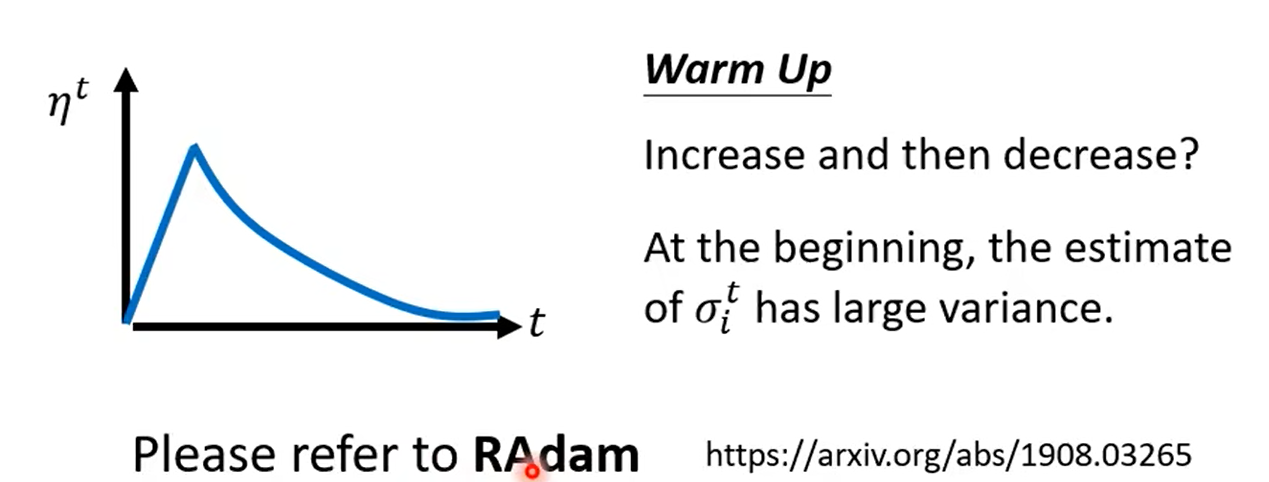 Warm Up
η^t
Increase and then decrease?
At the beginning, the estimate
of σ_i^t has large variance.
t
Please refer to RAdam
https://arxiv.org/abs/1908.03265